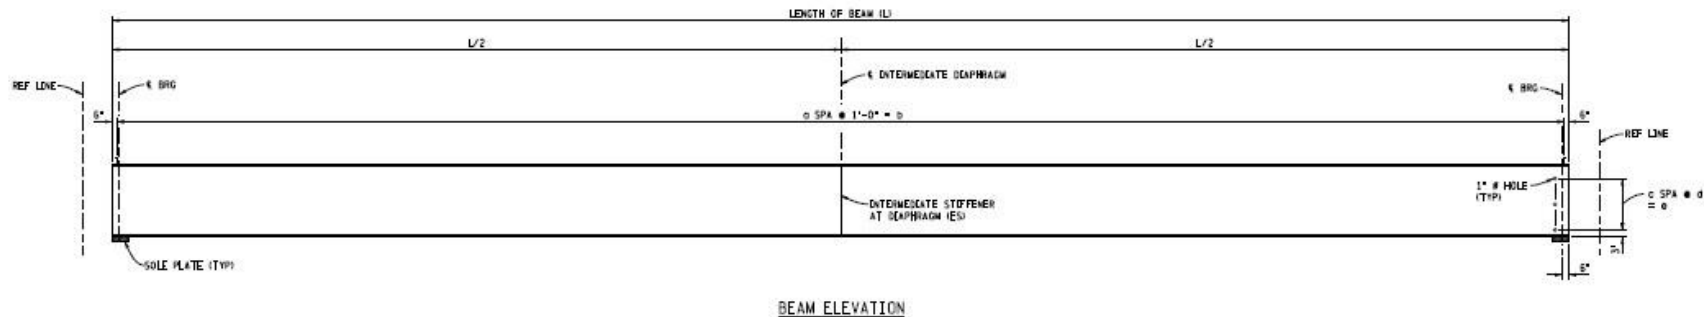 LENGTH OF BEAM (L)
L/2
L/2
REF LINE
℄ BRG
℄ INTERMEDIATE DIAPHRAGM
℄ BRG
6"
a SPA @ 1'-0" = b
6"
REF LINE
1" Ø HOLE
(TYP)
c SPA @ d
= e
INTERMEDIATE STIFFENER
AT DIAPHRAGM (ES)
SOLE PLATE (TYP)
3"
6"
BEAM ELEVATION